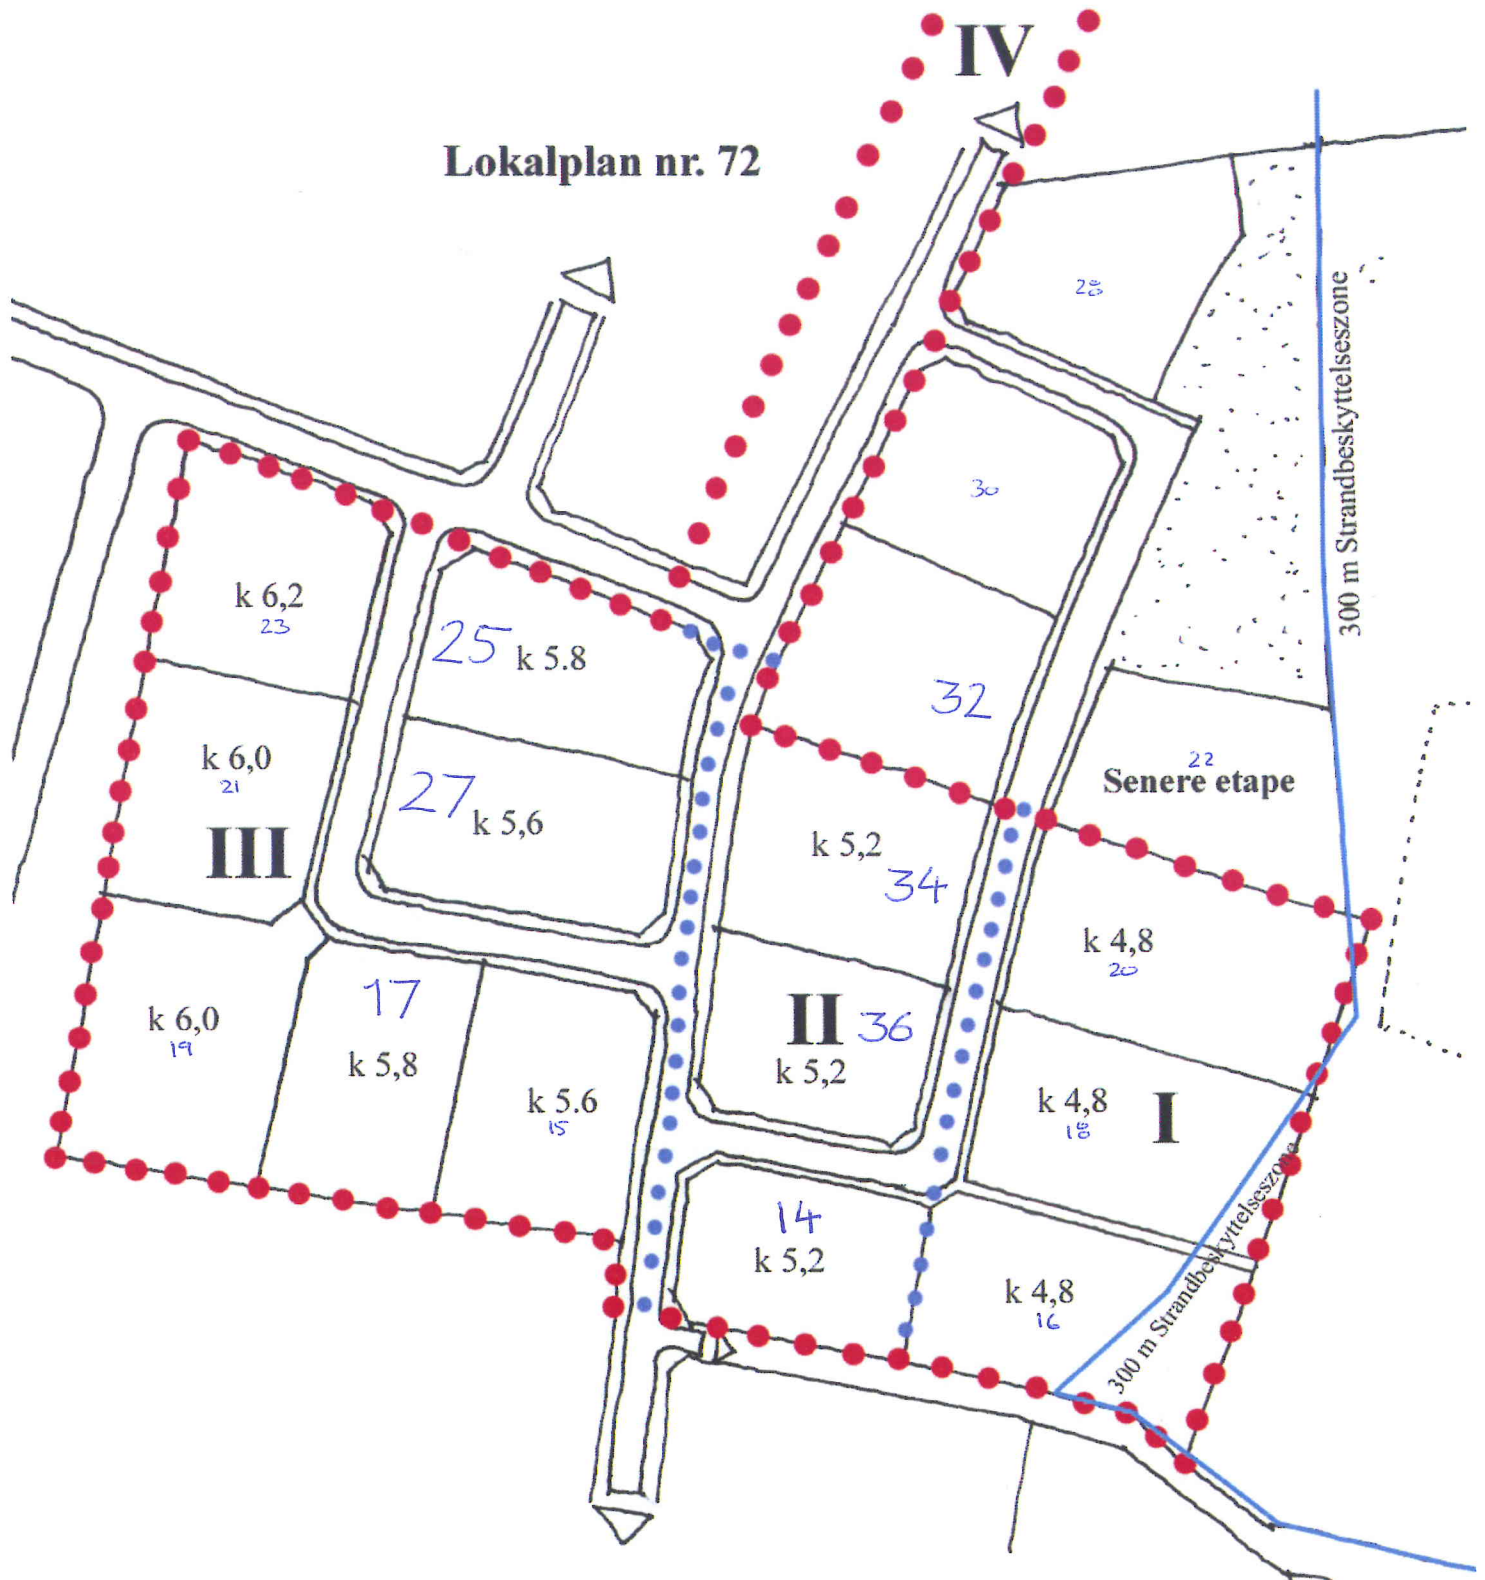 IV
Lokalplan nr. 72
28
300 m Strandbeskyttelseszone
30
k 6,2
23
25 k 5.8
32
k 6,0
21
27 k 5,6
22
Senere etape
III
k 5,2
34
k 4,8
20
k 6,0
19
17
k 5,8
k 5.6
15
II 36
k 5,2
k 4,8
18
I
14
k 5,2
k 4,8
16
300 m Strandbeskyttelseszone